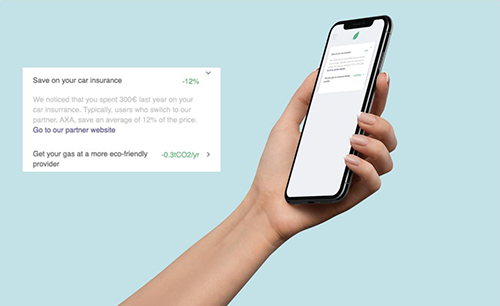 Save on your car insurance -12%
We noticed that you spent 300€ last year on your
car insurrance. Typically, users who switch to our
partner, AXA, save an average of 12% of the price.
Go to our partner website
Get your gas at a more eco-friendly -0.3tCO2/yr
provider